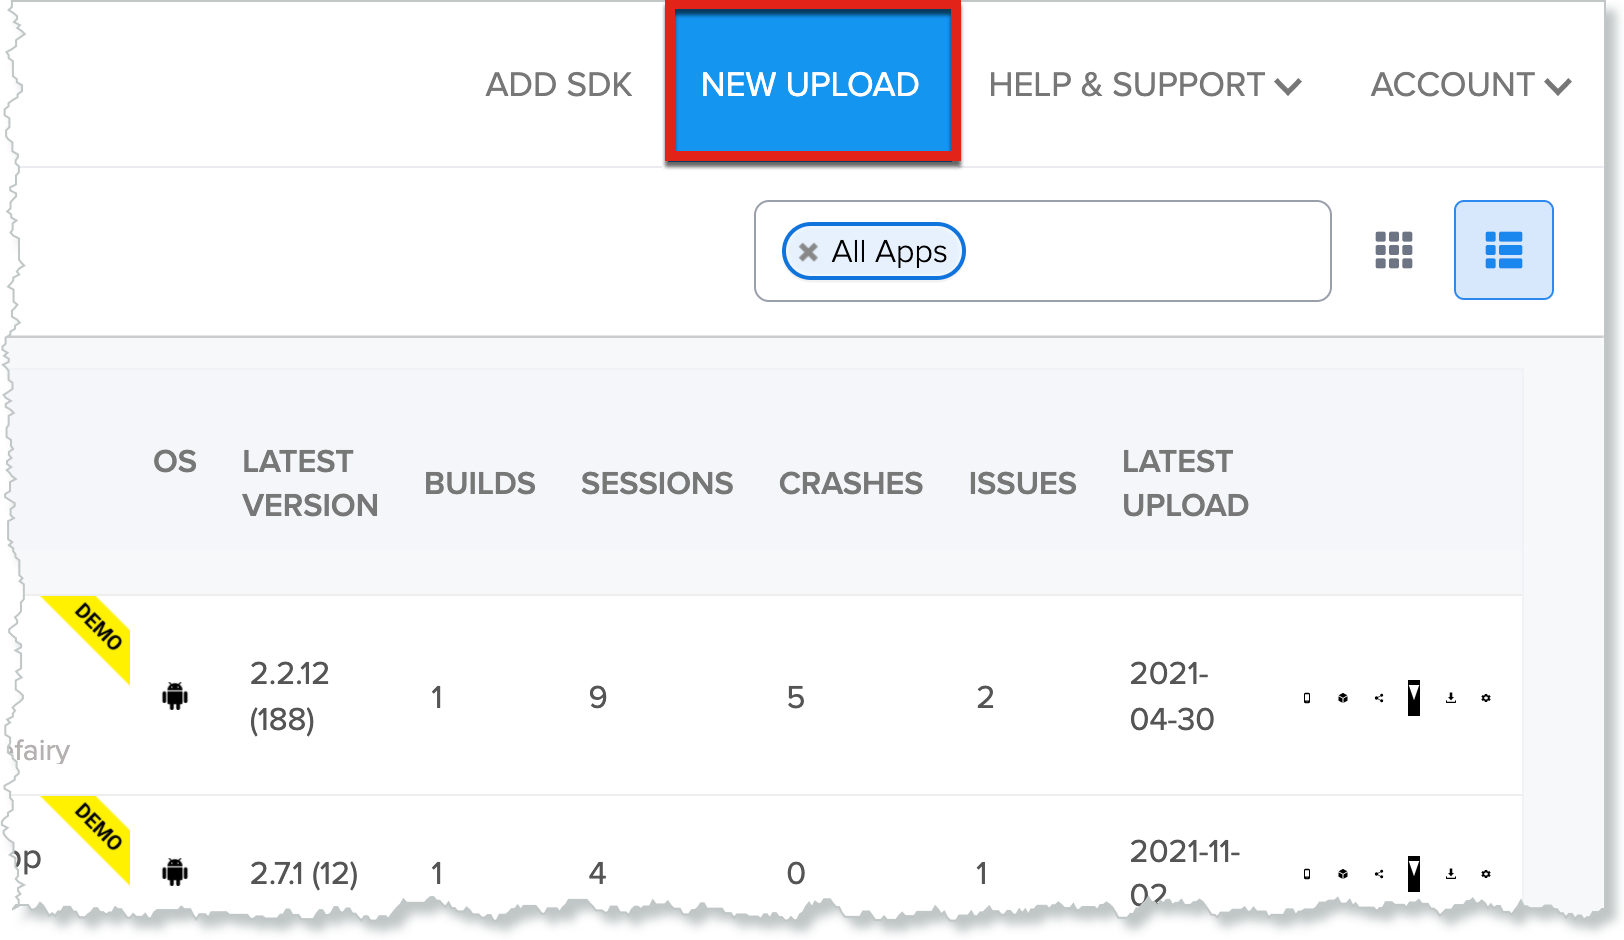 ADD SDK NEW UPLOAD HELP & SUPPORT ACCOUNT
All Apps
OS LATEST VERSION BUILDS SESSIONS CRASHES ISSUES LATEST UPLOAD
DEMO
2.2.12 (188) 1 9 5 2 2021-04-30
fairy
DEMO
2.7.1 (12) 1 4 0 1 2021-11-02